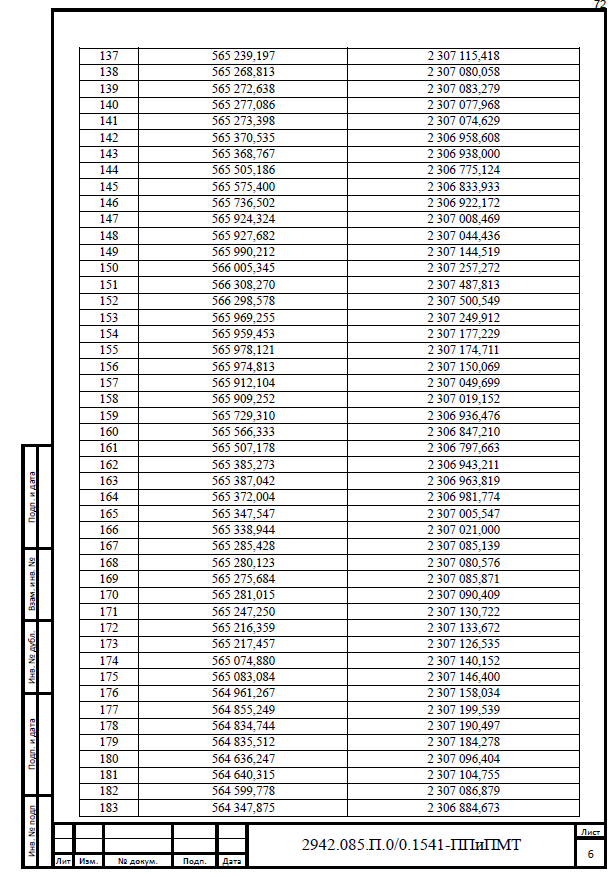 72
137 565 239,197 2 307 115,418
138 565 268,813 2 307 080,058
139 565 272,638 2 307 083,279
140 565 277,086 2 307 077,968
141 565 273,398 2 307 074,629
142 565 370,535 2 306 958,608
143 565 368,767 2 306 938,000
144 565 505,186 2 306 775,124
145 565 575,400 2 306 833,933
146 565 736,502 2 306 922,172
147 565 924,324 2 307 008,469
148 565 927,682 2 307 044,436
149 565 990,212 2 307 144,519
150 566 005,345 2 307 257,272
151 566 308,270 2 307 487,813
152 566 298,578 2 307 500,549
153 565 969,255 2 307 249,912
154 565 959,453 2 307 177,229
155 565 978,121 2 307 174,711
156 565 974,813 2 307 150,069
157 565 912,104 2 307 049,699
158 565 909,252 2 307 019,152
159 565 729,310 2 306 936,476
160 565 566,333 2 306 847,210
161 565 507,178 2 306 797,663
162 565 385,273 2 306 943,211
163 565 387,042 2 306 963,819
164 565 372,004 2 306 981,774
165 565 347,547 2 307 005,547
166 565 338,944 2 307 021,000
167 565 285,428 2 307 085,139
168 565 280,123 2 307 080,576
169 565 275,684 2 307 085,871
170 565 281,015 2 307 090,409
171 565 247,250 2 307 130,722
172 565 216,359 2 307 133,672
173 565 217,457 2 307 126,535
174 565 074,880 2 307 140,152
175 565 083,084 2 307 146,400
176 564 961,267 2 307 158,034
177 564 855,249 2 307 199,539
178 564 834,744 2 307 190,497
179 564 835,512 2 307 184,278
180 564 636,247 2 307 096,404
181 564 640,315 2 307 104,755
182 564 599,778 2 307 086,879
183 564 347,875 2 306 884,673
Подп. и дата
Взам. инв. №
Инв. № дубл.
Подп. и дата
Инв. № подп
Лит Изм. № докум. Подп. Дата
2942.085.П.0/0.1541-ППиПМТ
Лист
6